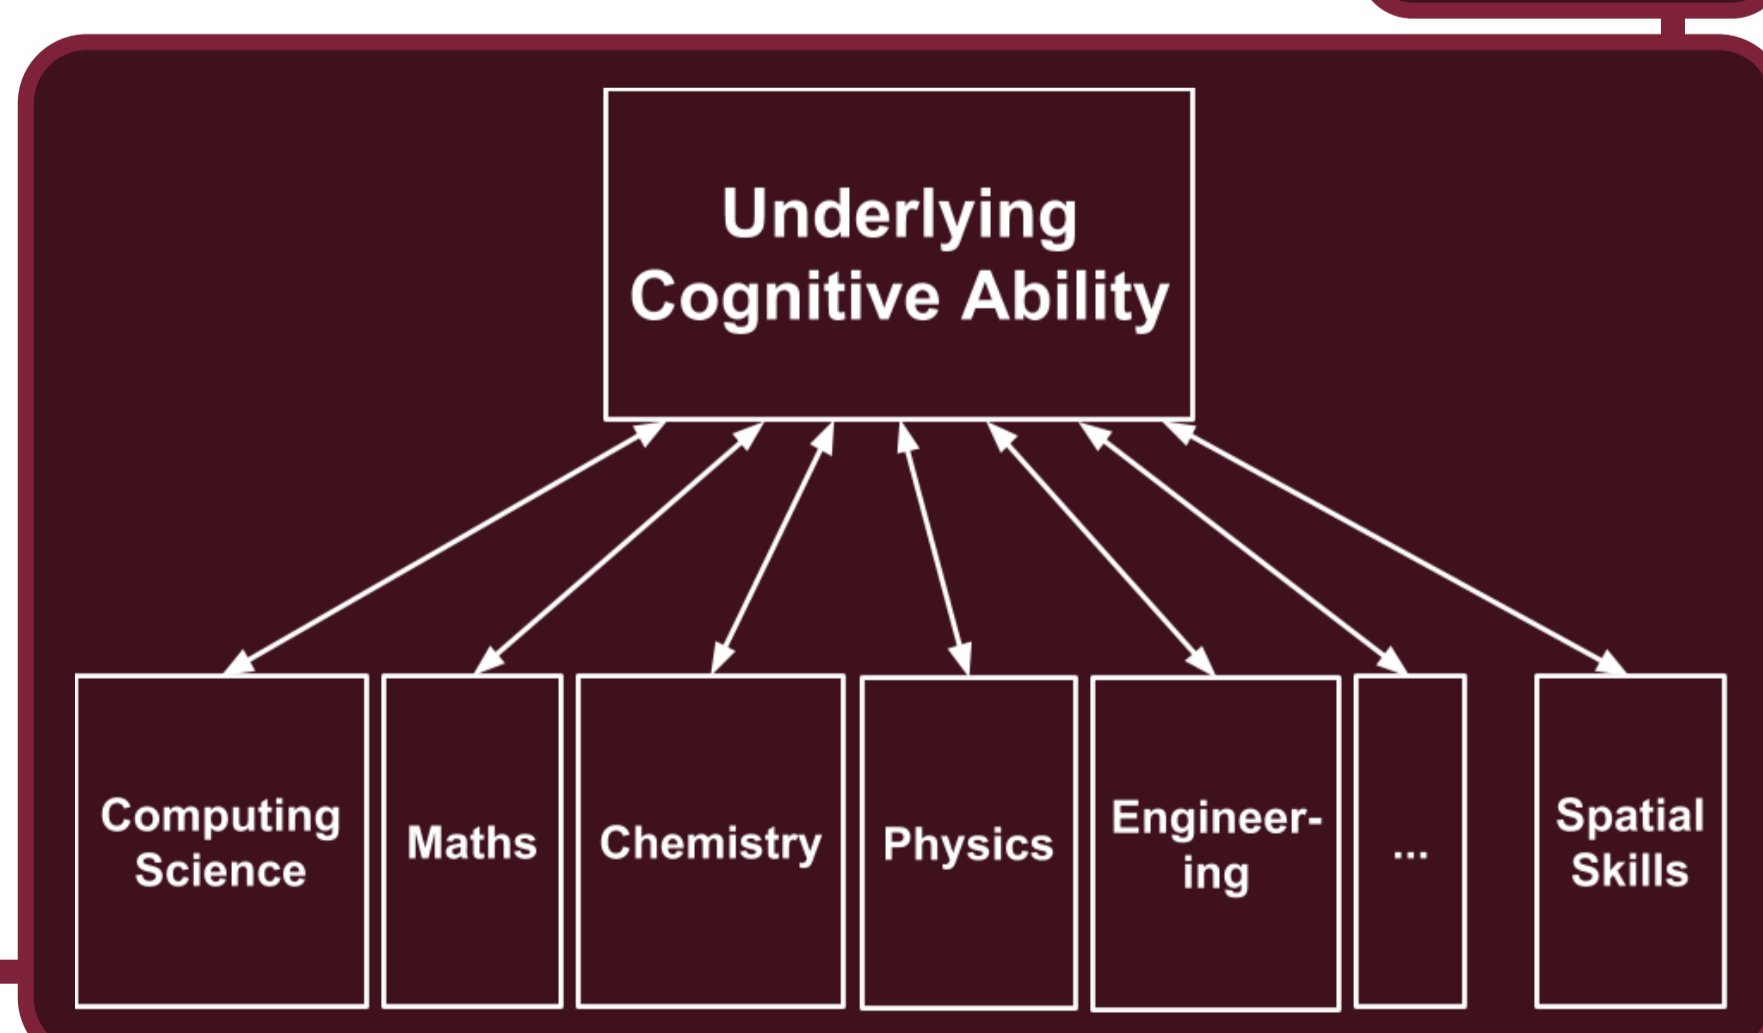 Underlying
Cognitive Ability
Computing
Science
Maths
Chemistry
Physics
Engineer-
ing
...
Spatial
Skills